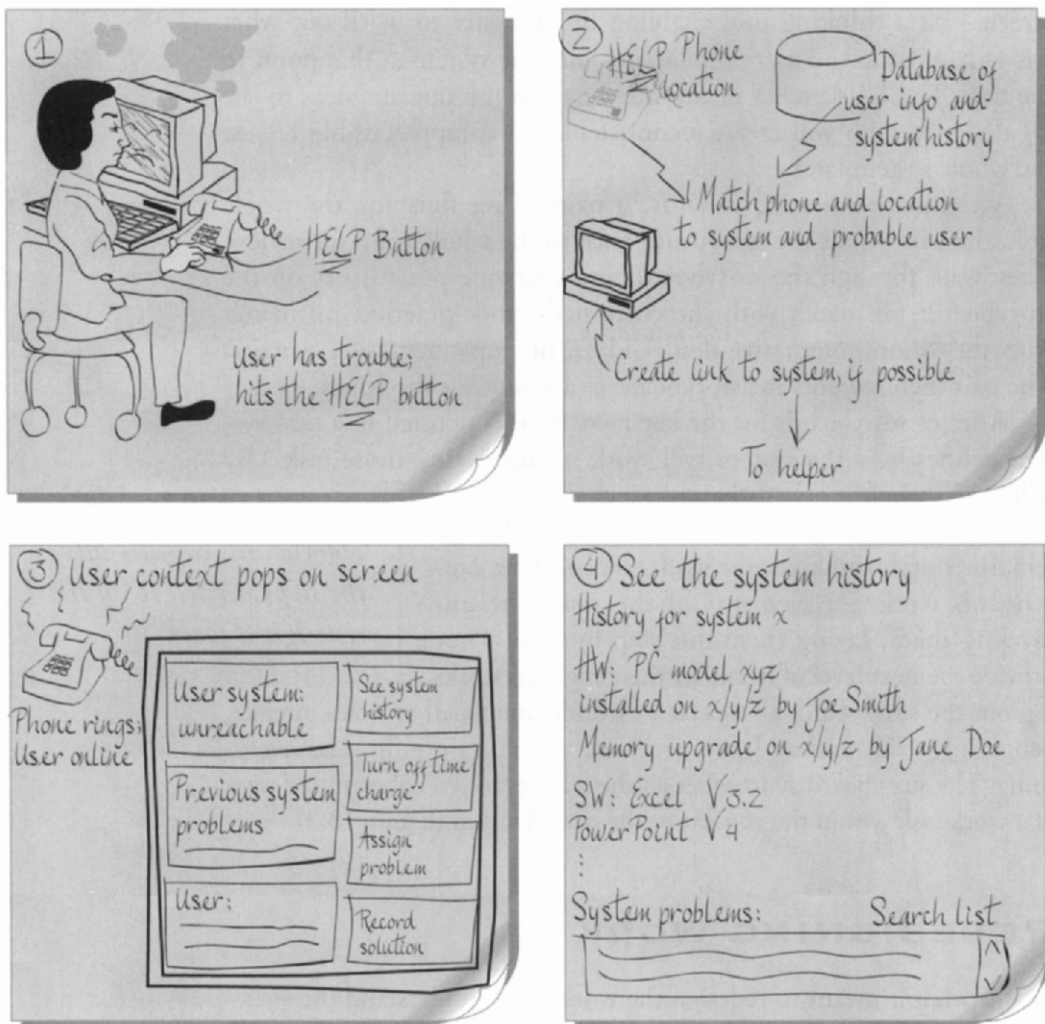 1
HELP Button
User has trouble;
hits the HELP button
2
HELP Phone
location
Database of
user info and
system history
Match phone and location
to system and probable user
Create link to system, if possible
To helper
3 User context pops on screen
Phone rings;
User online
User system:
unreachable
Previous system
problems
User:
See system
history
Turn off time
charge
Assign
problem
Record
solution
4 See the system history
History for system x
HW: PC model xyz
installed on x/y/z by Joe Smith
Memory upgrade on x/y/z by Jane Doe
SW: Excel V 3.2
PowerPoint V 4
⋮
System problems: Search list